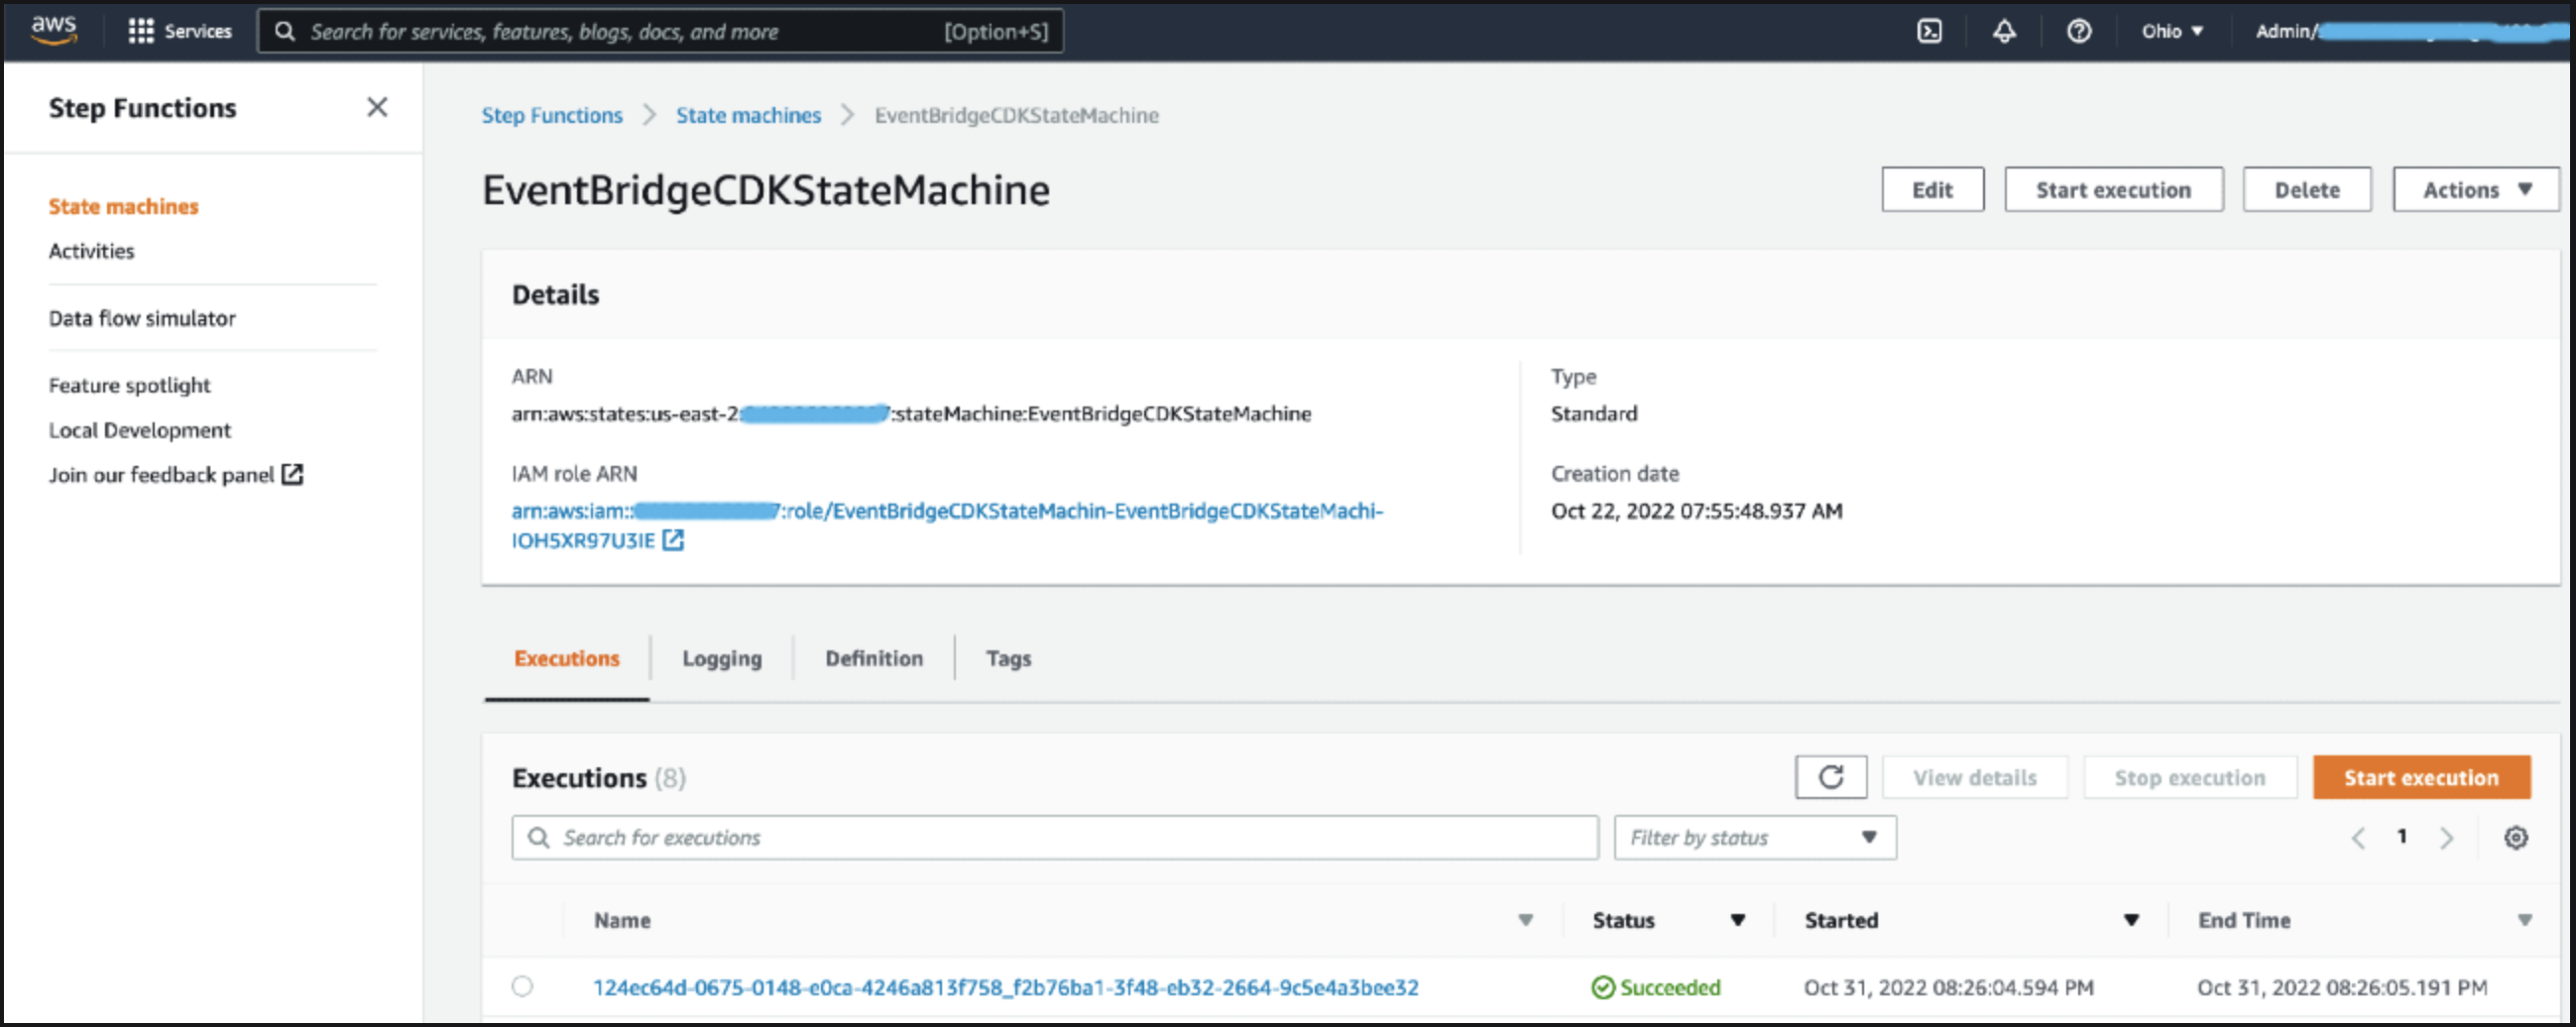 aws Services Search for services, features, blogs, docs, and more [Option+S] Ohio Admin/
Step Functions
State machines
Activities
Data flow simulator
Feature spotlight
Local Development
Join our feedback panel
Step Functions State machines EventBridgeCDKStateMachine
EventBridgeCDKStateMachine
Edit Start execution Delete Actions
Details
ARN
arn:aws:states:us-east-2: :stateMachine:EventBridgeCDKStateMachine
IAM role ARN
arn:aws:iam:: 7:role/EventBridgeCDKStateMachin-EventBridgeCDKStateMachi-
IOH5XR97U3IE
Type
Standard
Creation date
Oct 22, 2022 07:55:48.937 AM
Executions Logging Definition Tags
Executions (8)
View details Stop execution Start execution
Search for executions Filter by status 1
Name Status Started End Time
124ec64d-0675-0148-e0ca-4246a813f758_f2b76ba1-3f48-eb32-2664-9c5e4a3bee32 Succeeded Oct 31, 2022 08:26:04.594 PM Oct 31, 2022 08:26:05.191 PM